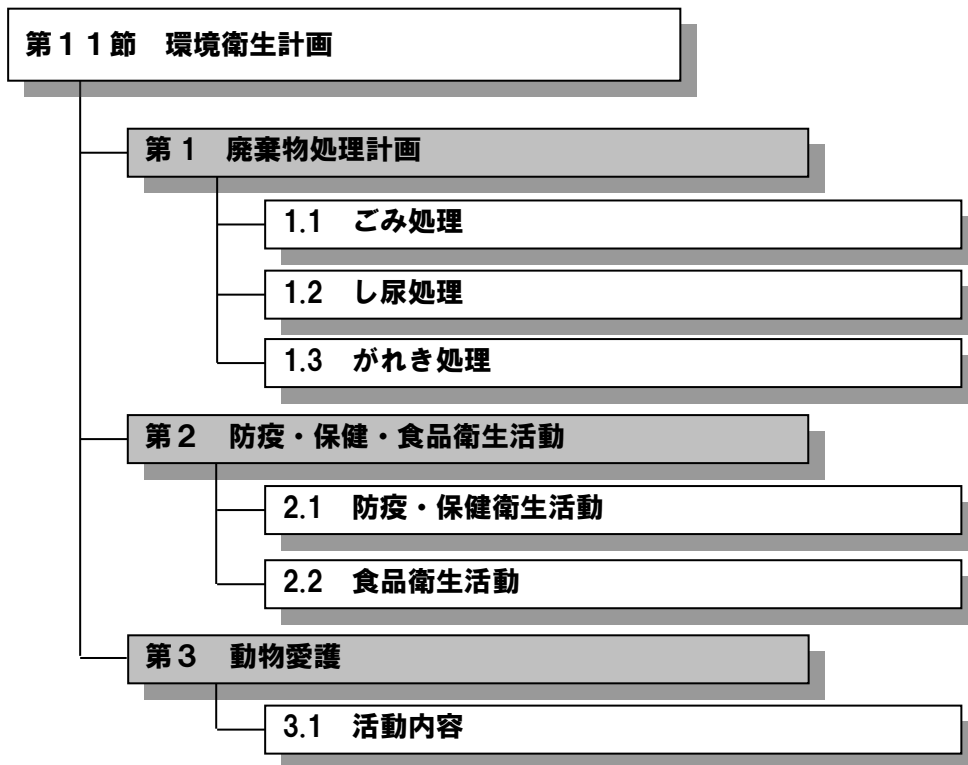 第１１節　環境衛生計画
第１　廃棄物処理計画
1.1　ごみ処理
1.2　し尿処理
1.3　がれき処理
第２　防疫・保健・食品衛生活動
2.1　防疫・保健衛生活動
2.2　食品衛生活動
第３　動物愛護
3.1　活動内容